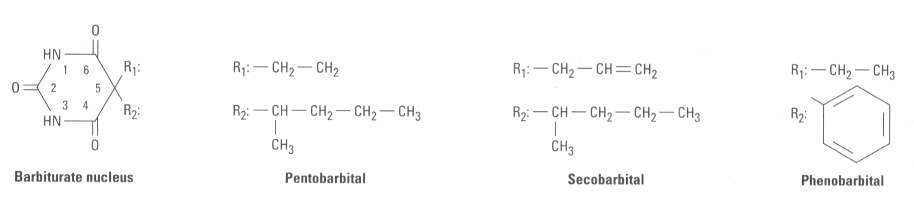 O
HN
1 6
R₁:
O
2
5
3 4
R₂:
HN
O
Barbiturate nucleus
R₁:—CH₂—CH₂
R₂:—CH—CH₂—CH₂—CH₃
CH₃
Pentobarbital
R₁:—CH₂—CH=CH₂
R₂:—CH—CH₂—CH₂—CH₃
CH₃
Secobarbital
R₁:—CH₂—CH₃
R₂:
Phenobarbital